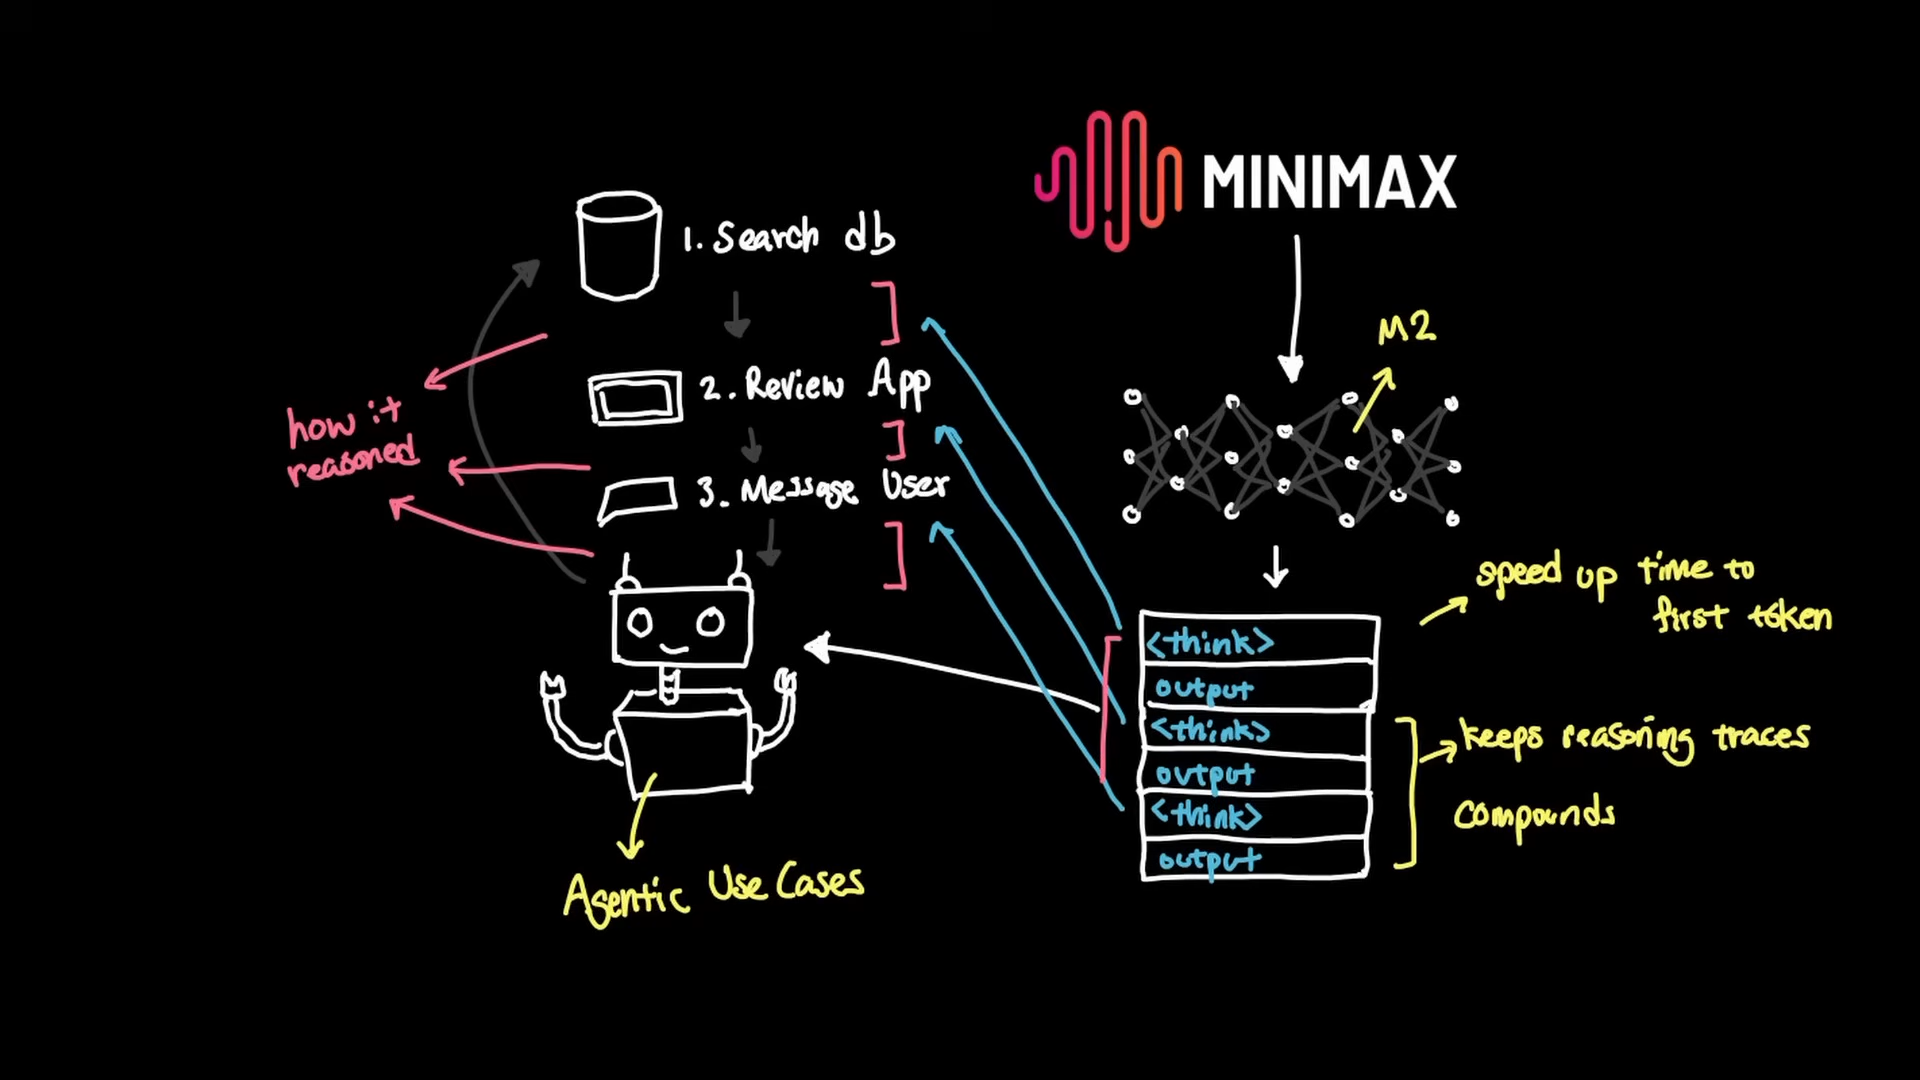 MINIMAX
1. Search db
M2
2. Review App
how it
reasoned
3. Message User
speed up time to
first token
<think>
output
<think>
output
<think>
output
keeps reasoning traces
compounds
Agentic Use Cases